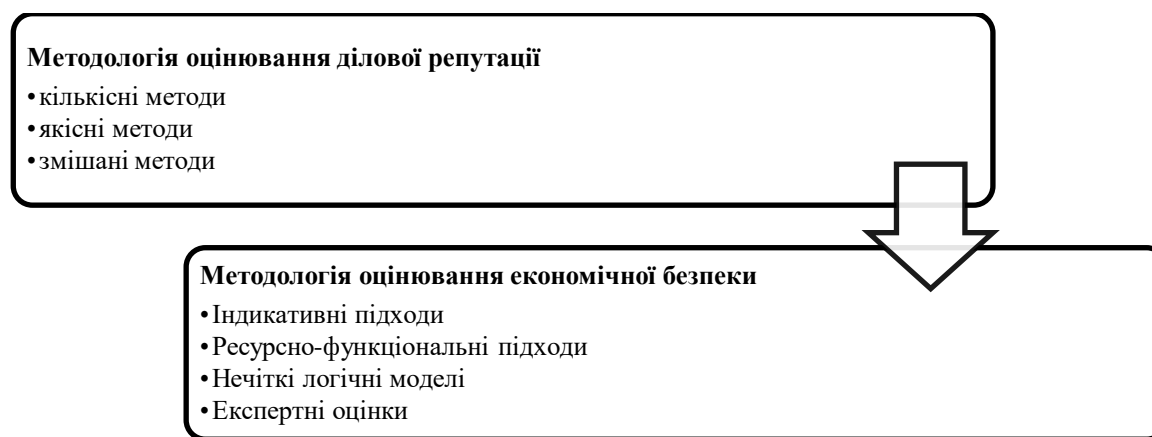 Методологія оцінювання ділової репутації
•кількісні методи
•якісні методи
•змішані методи
Методологія оцінювання економічної безпеки
•Індикативні підходи
•Ресурсно-функціональні підходи
•Нечіткі логічні моделі
•Експертні оцінки